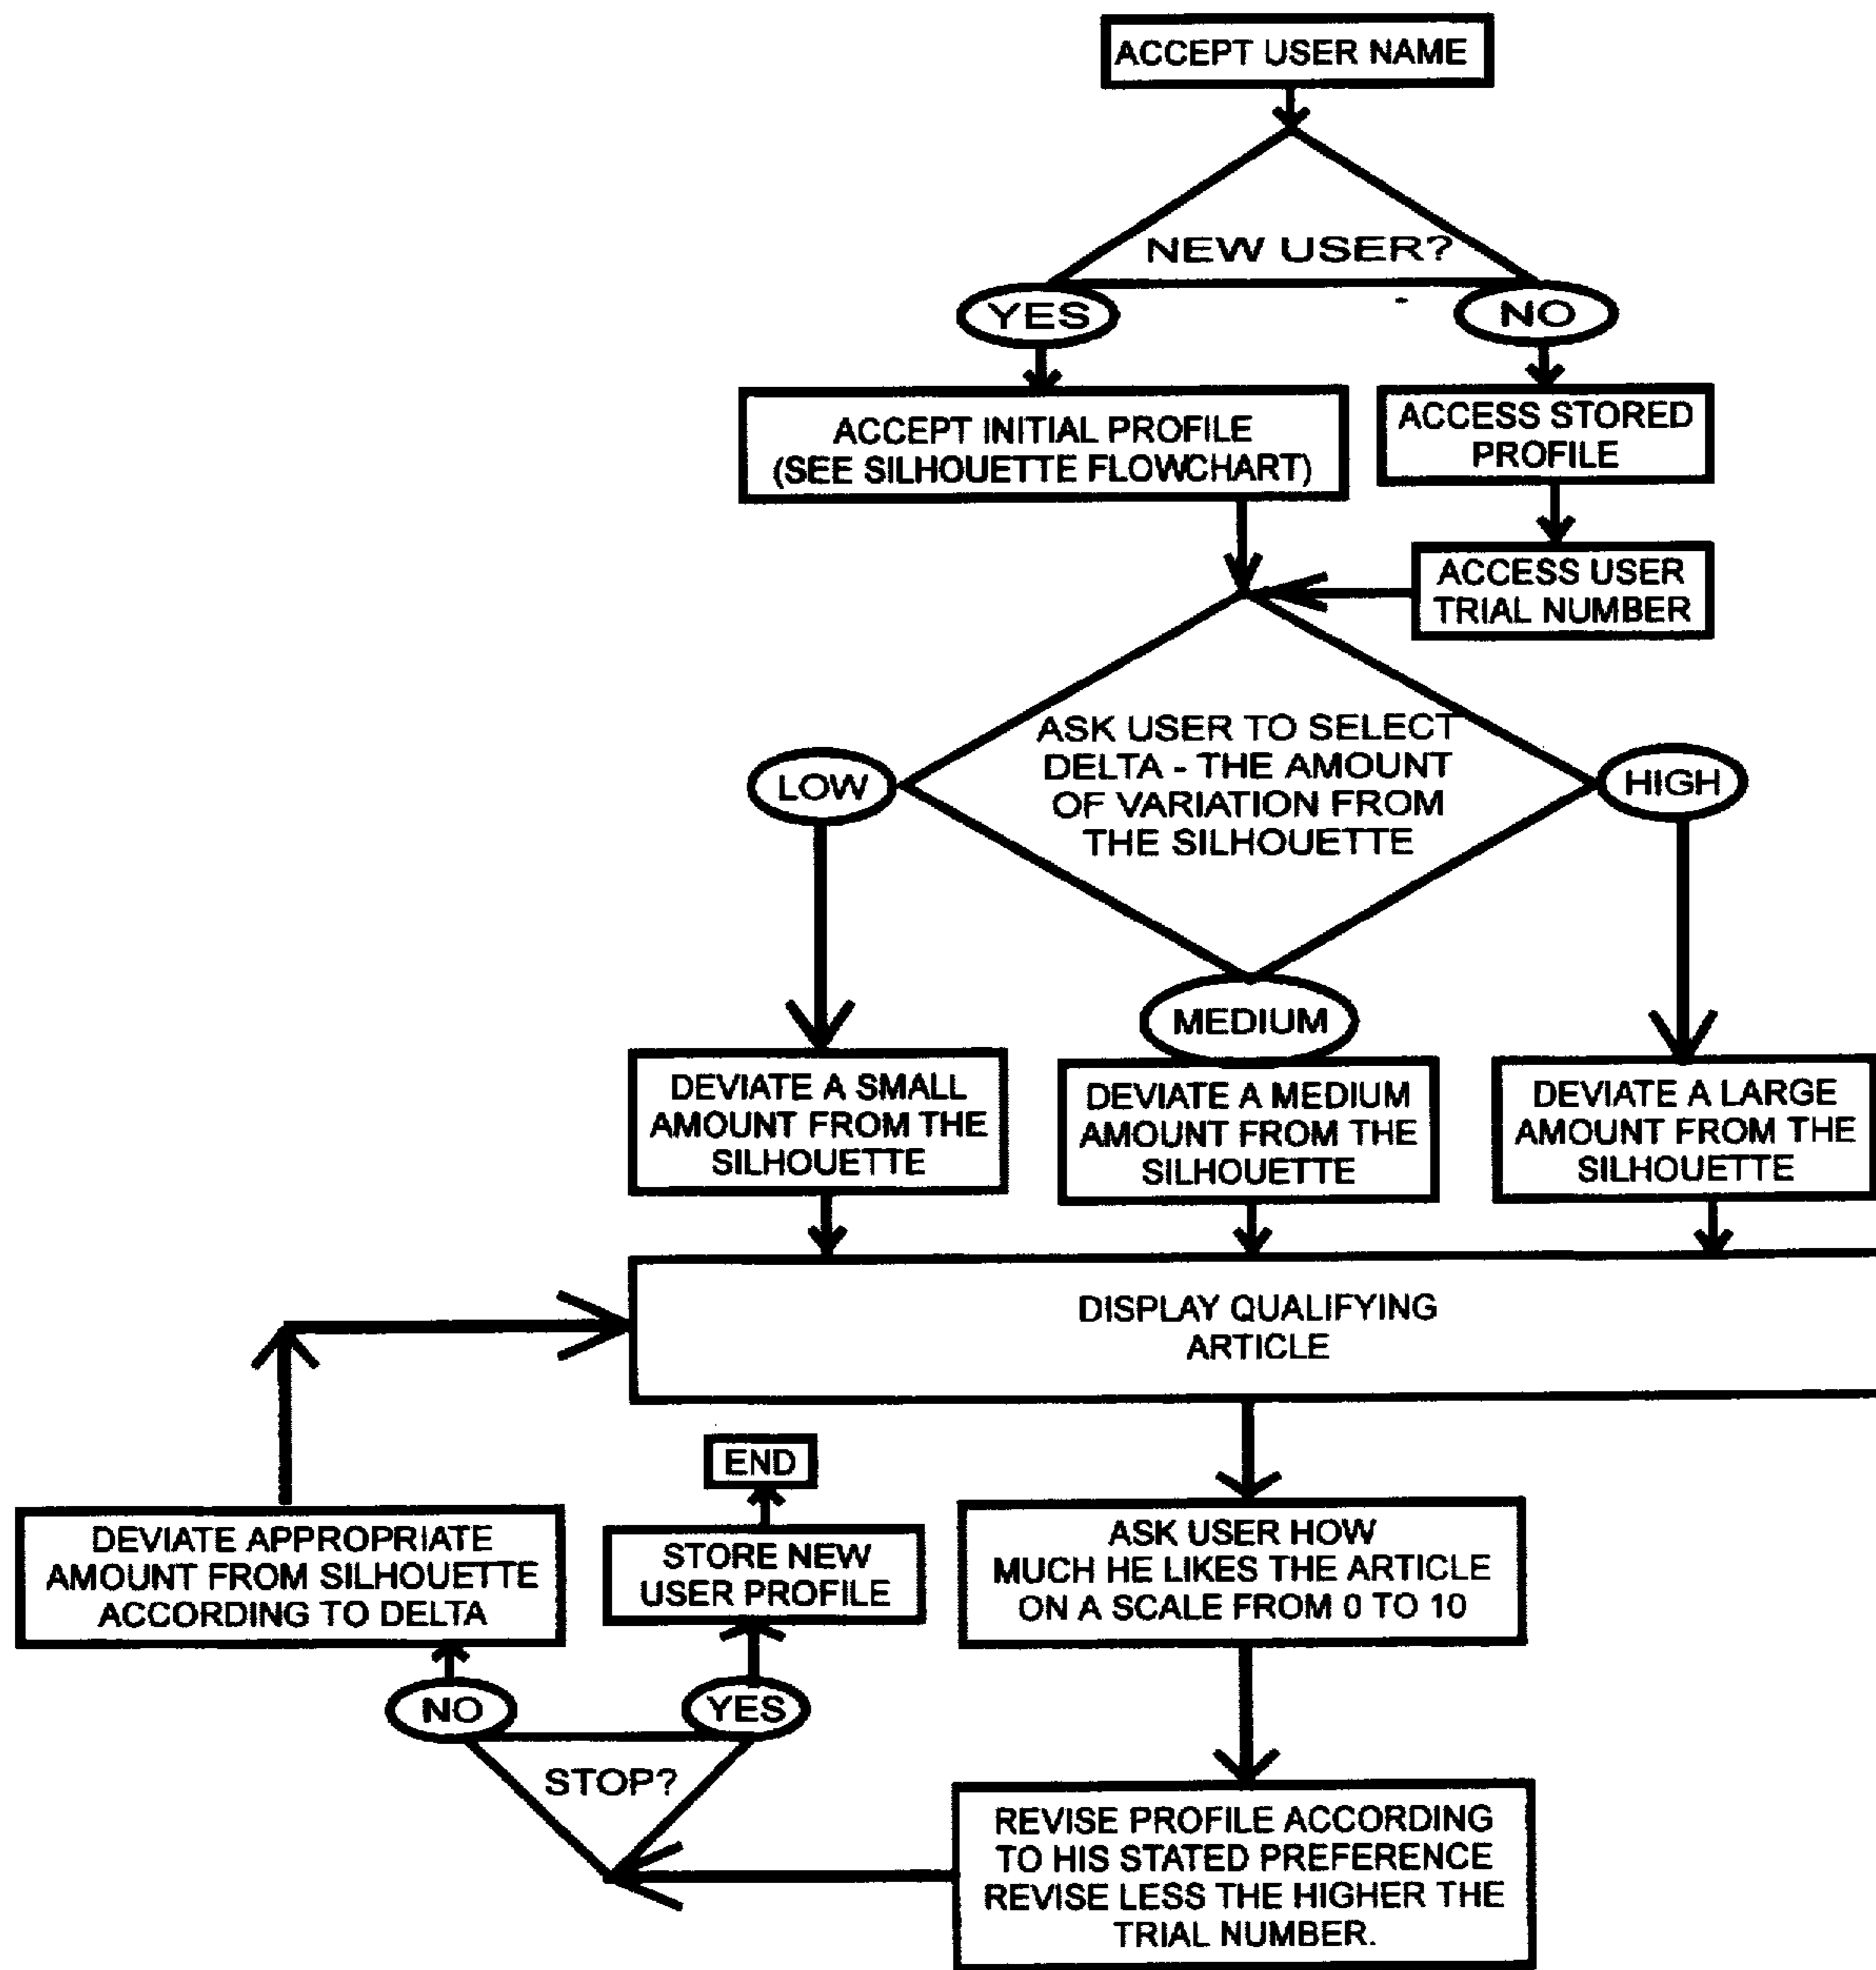 ACCEPT USER NAME
NEW USER?
YES
NO
ACCEPT INITIAL PROFILE
(SEE SILHOUETTE FLOWCHART)
ACCESS STORED
PROFILE
ACCESS USER
TRIAL NUMBER
ASK USER TO SELECT
DELTA - THE AMOUNT
OF VARIATION FROM
THE SILHOUETTE
LOW
HIGH
MEDIUM
DEVIATE A SMALL
AMOUNT FROM THE
SILHOUETTE
DEVIATE A MEDIUM
AMOUNT FROM THE
SILHOUETTE
DEVIATE A LARGE
AMOUNT FROM THE
SILHOUETTE
DISPLAY QUALIFYING
ARTICLE
END
DEVIATE APPROPRIATE
AMOUNT FROM SILHOUETTE
ACCORDING TO DELTA
STORE NEW
USER PROFILE
ASK USER HOW
MUCH HE LIKES THE ARTICLE
ON A SCALE FROM 0 TO 10
NO
YES
STOP?
REVISE PROFILE ACCORDING
TO HIS STATED PREFERENCE
REVISE LESS THE HIGHER THE
TRIAL NUMBER.